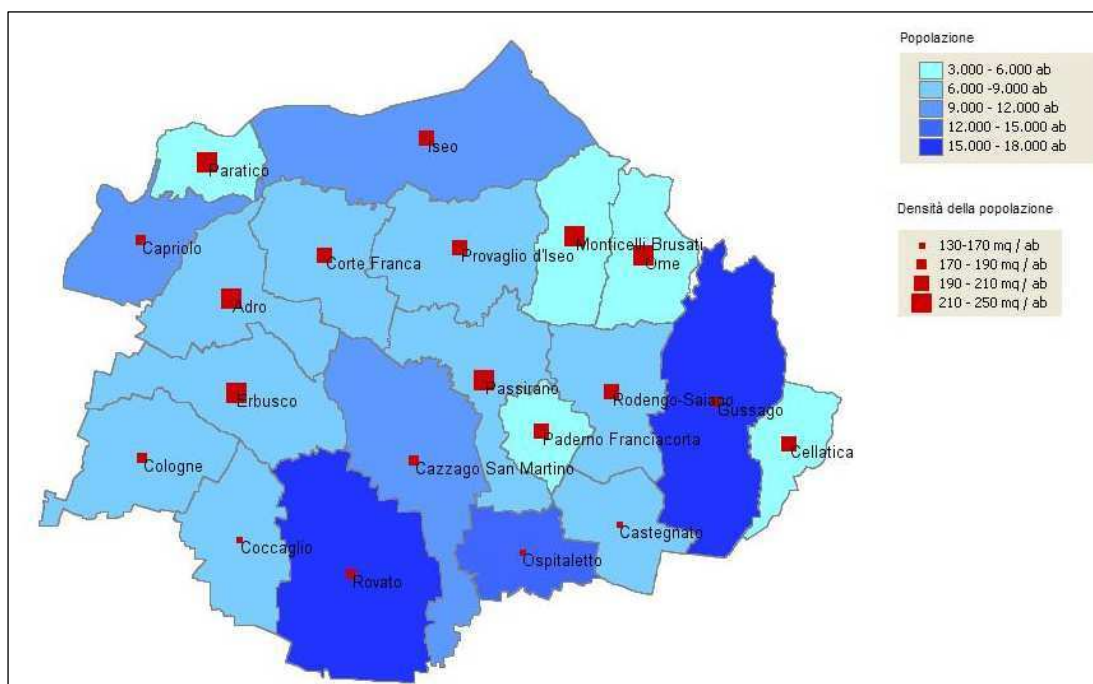 Popolazione
3.000 - 6.000 ab
6.000 -9.000 ab
9.000 - 12.000 ab
12.000 - 15.000 ab
15.000 - 18.000 ab
Densità della popolazione
130-170 mq / ab
170 - 190 mq / ab
190 - 210 mq / ab
210 - 250 mq / ab
Iseo
Paratico
Capriolo
Corte Franca
Provaglio d'Iseo
Monticelli Brusati
Ome
Adro
Erbusco
Passirano
Rodengo-Saiano
Gussago
Paderno Franciacorta
Cellatica
Cologne
Cazzago San Martino
Castegnato
Coccaglio
Ospitaletto
Rovato